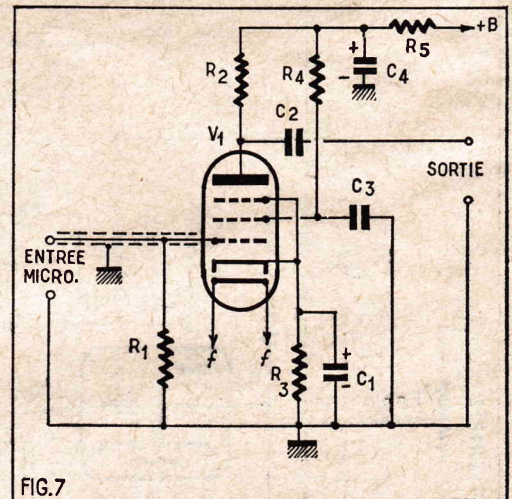 +B
R5
+
-
C4
R2
R4
C2
V1
SORTIE
C3
ENTREE
MICRO.
R1
f
f
R3
+
-
C1
FIG.7